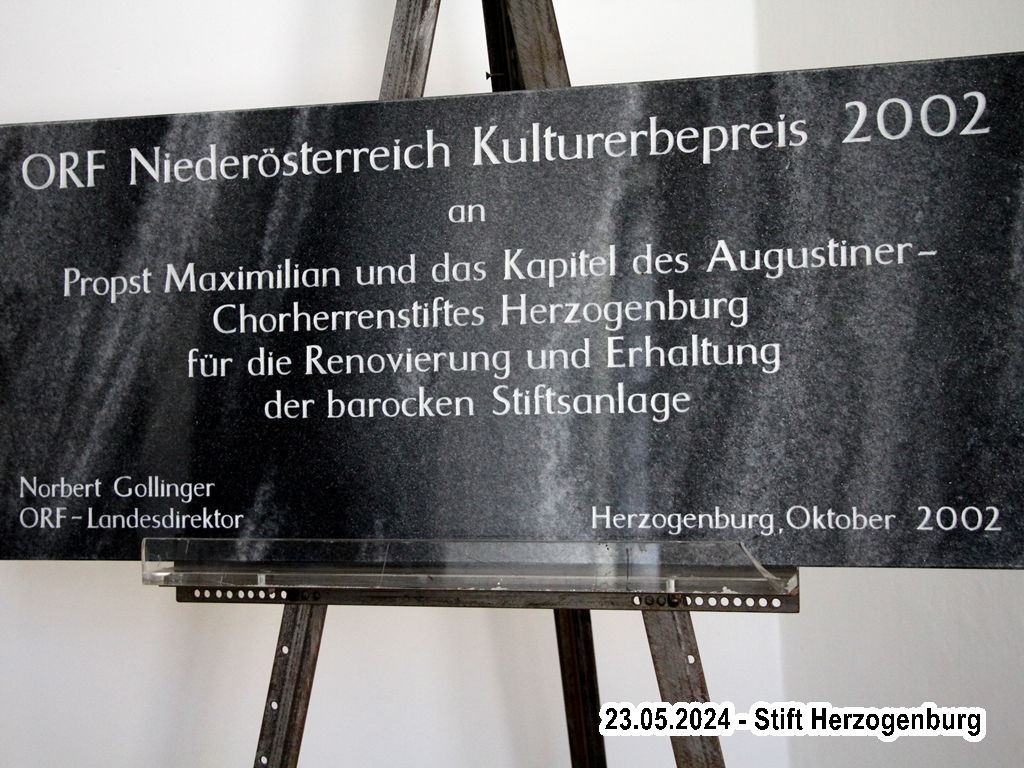 ORF Niederösterreich Kulturerbepreis 2002
an
Propst Maximilian und das Kapitel des Augustiner-
Chorherrenstiftes Herzogenburg
für die Renovierung und Erhaltung
der barocken Stiftsanlage
Norbert Gollinger
ORF-Landesdirektor
Herzogenburg, Oktober 2002
23.05.2024 - Stift Herzogenburg